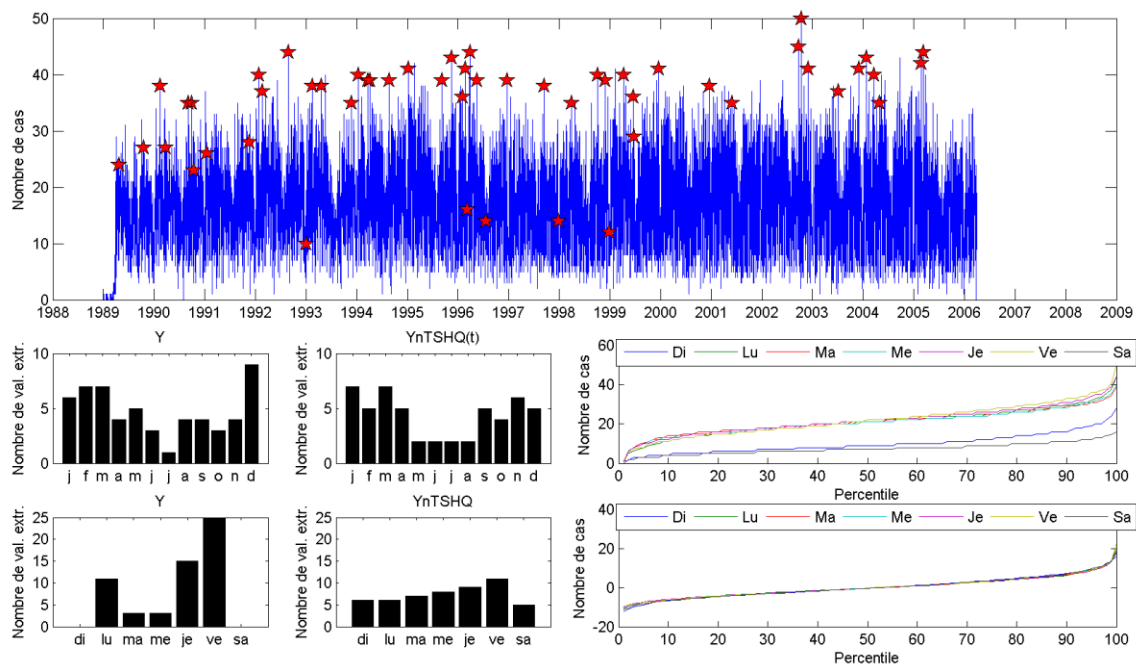 Nombre de cas
50
40
30
20
10
0
1988 1989 1990 1991 1992 1993 1994 1995 1996 1997 1998 1999 2000 2001 2002 2003 2004 2005 2006 2007 2008 2009
Y
Nombre de val. extr.
10
5
0
j f m a m j j a s o n d
YnTSHQ(t)
Nombre de val. extr.
10
5
0
j f m a m j j a s o n d
Di Lu Ma Me Je Ve Sa
Nombre de cas
60
40
20
0
0 10 20 30 40 50 60 70 80 90 100
Percentile
Y
Nombre de val. extr.
25
20
15
10
5
0
di lu ma me je ve sa
YnTSHQ
Nombre de val. extr.
25
20
15
10
5
0
di lu ma me je ve sa
Di Lu Ma Me Je Ve Sa
Nombre de cas
40
20
0
-20
0 10 20 30 40 50 60 70 80 90 100
Percentile